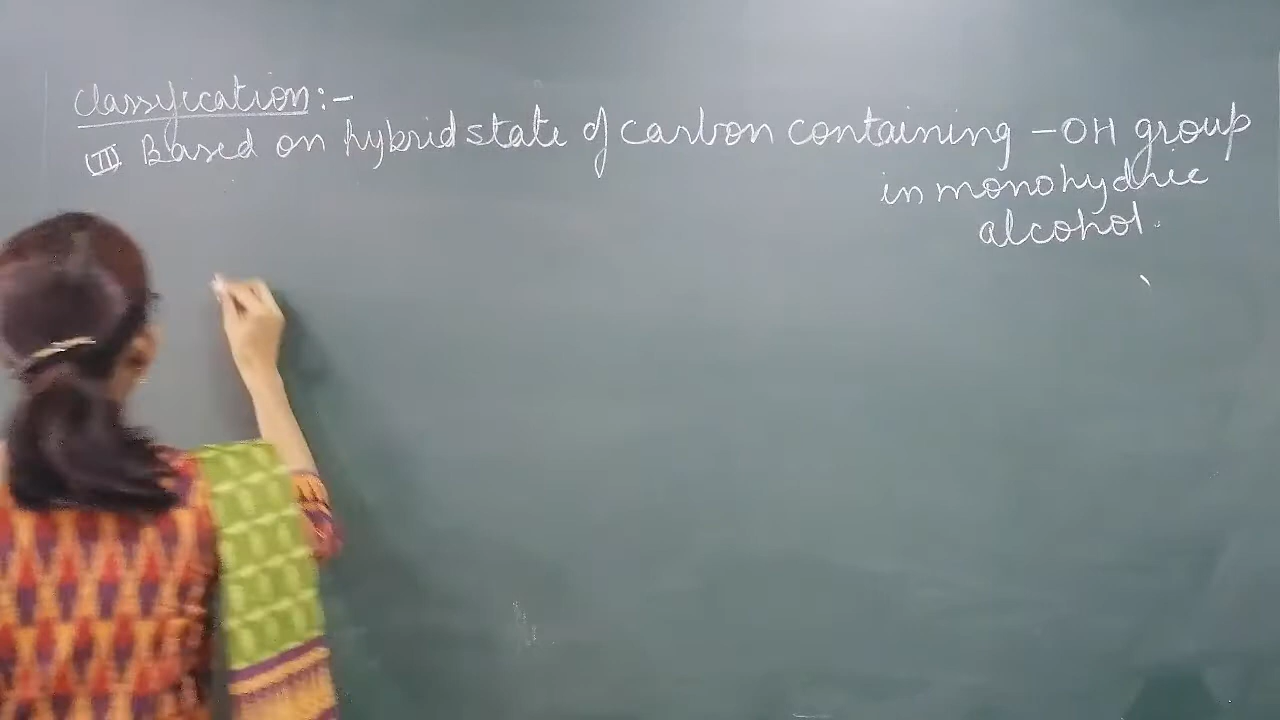 Classification:-
(III) Based on hybrid state of carbon containing -OH group
in monohydric
alcohol.